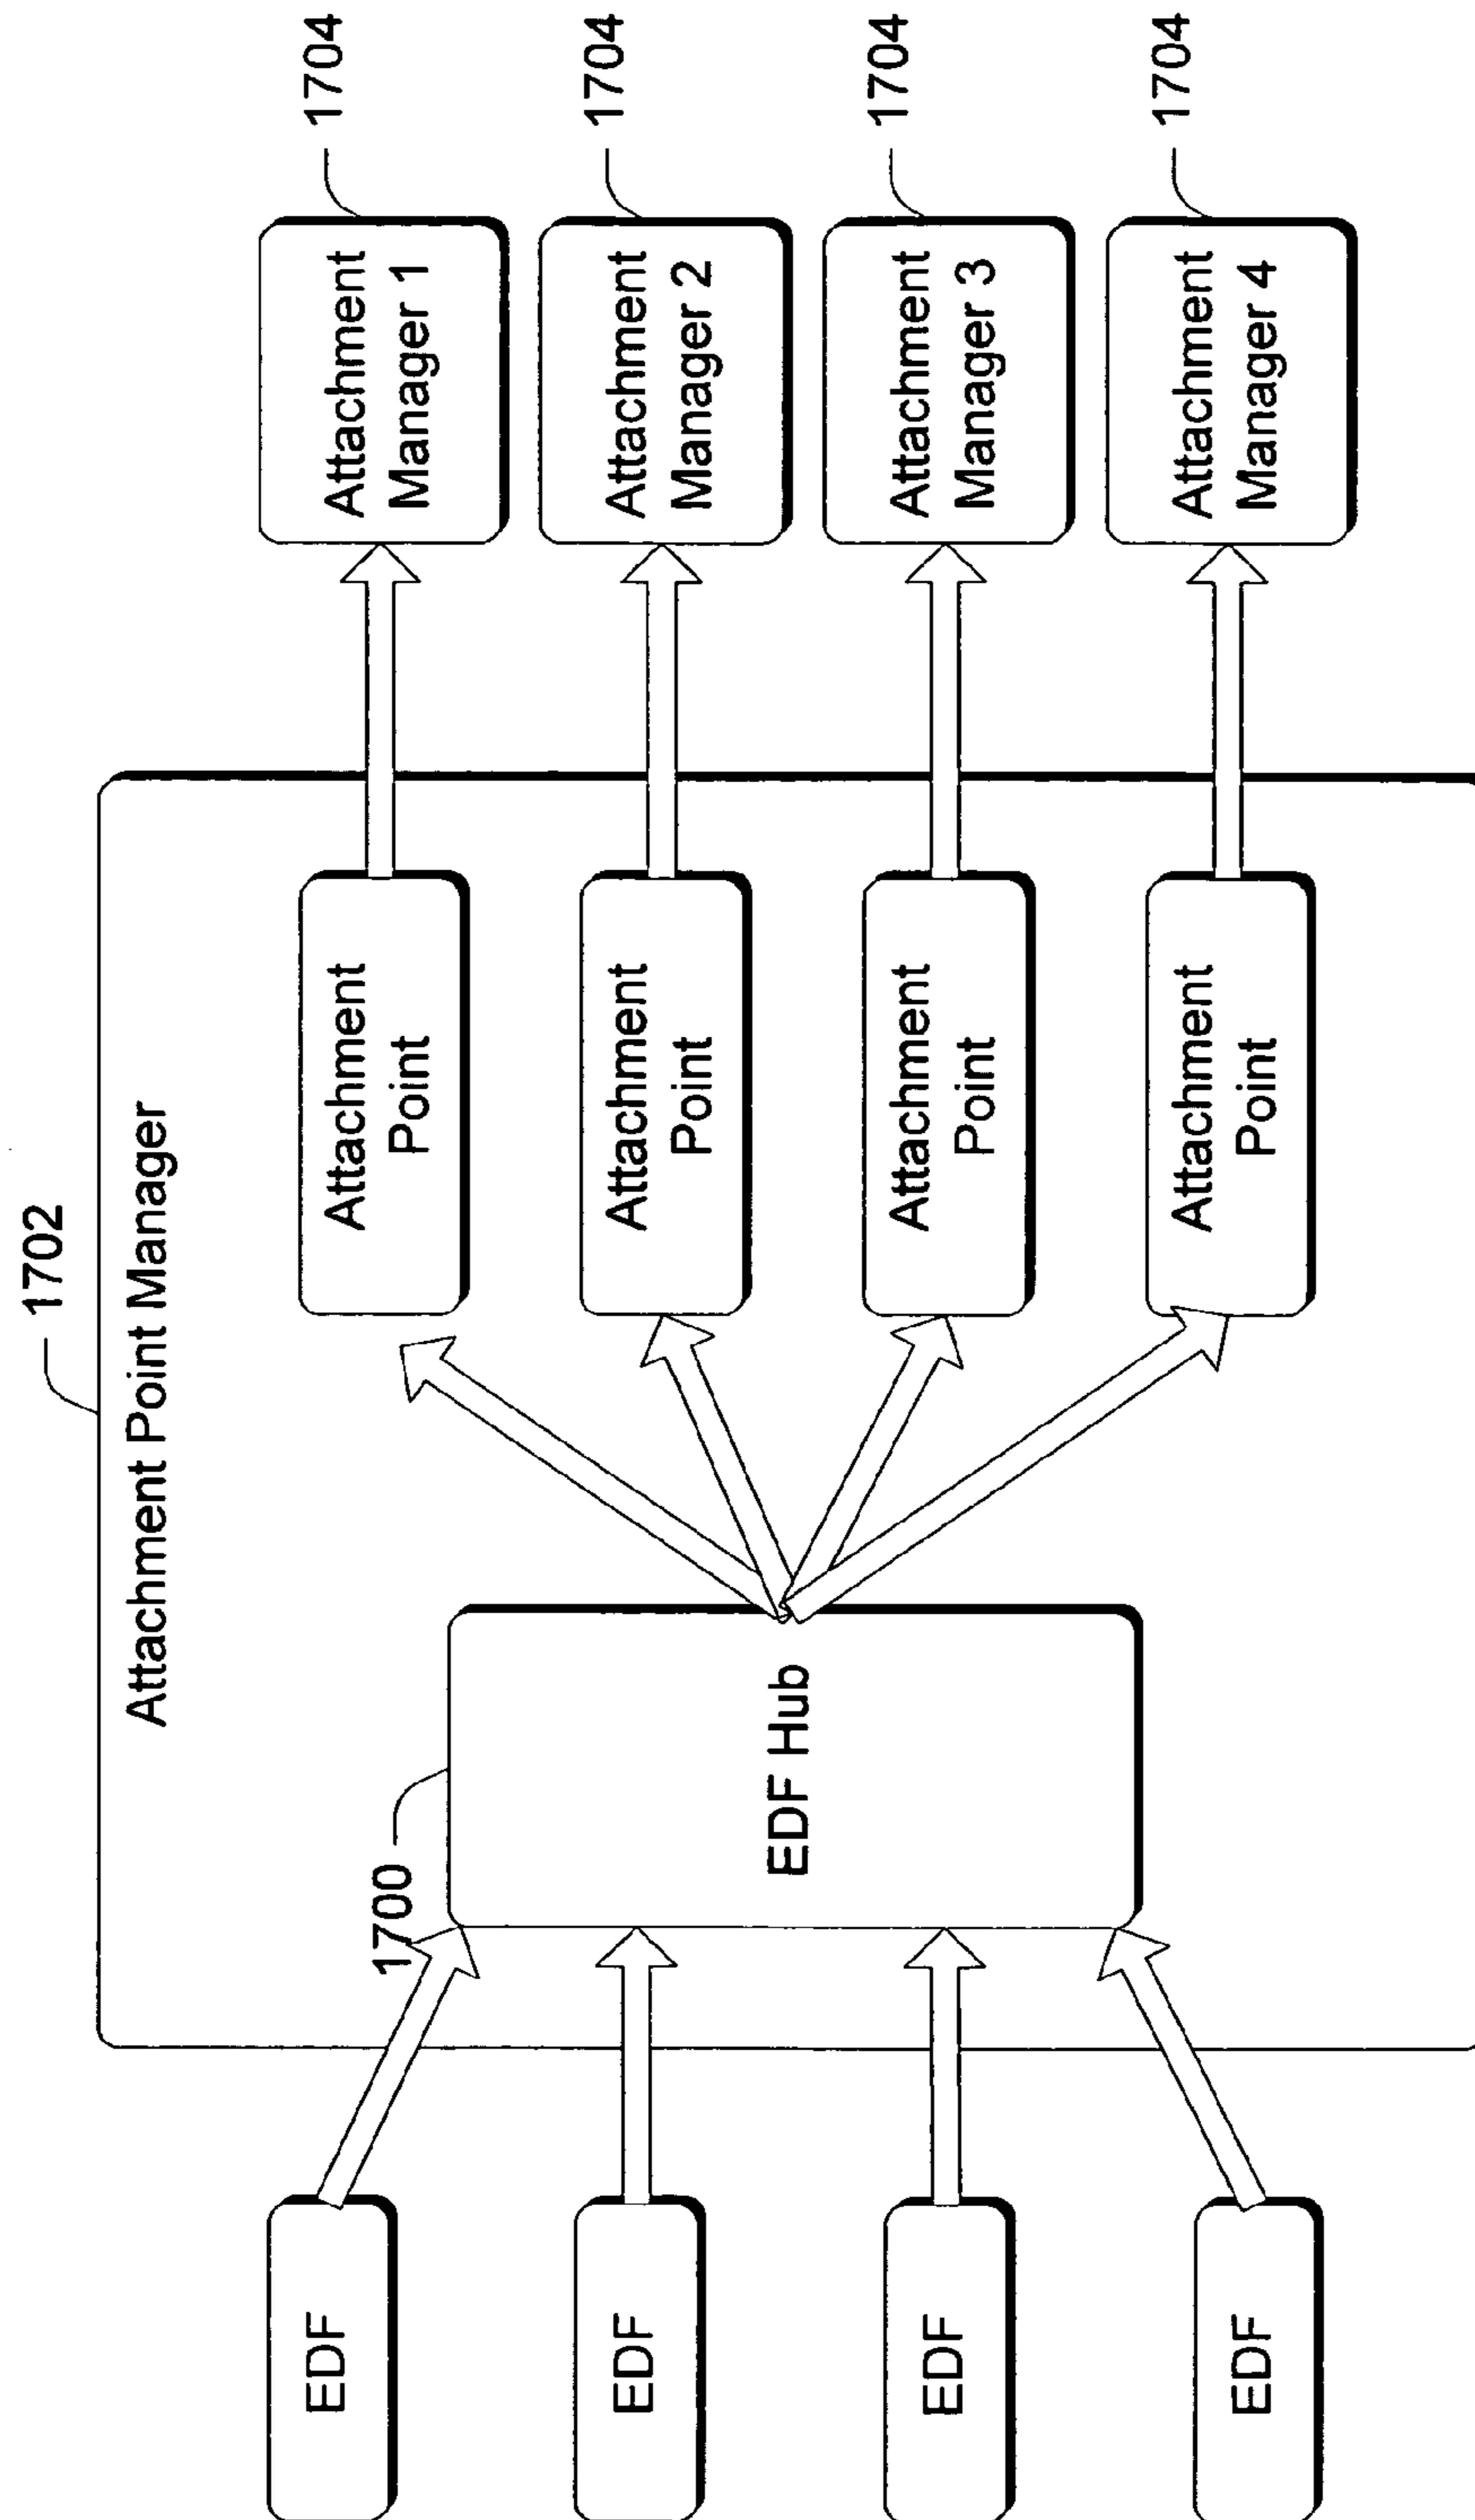 1702
Attachment Point Manager
1700
EDF
EDF
EDF
EDF
EDF Hub
Attachment
Point
Attachment
Point
Attachment
Point
Attachment
Point
Attachment
Manager 1
1704
Attachment
Manager 2
1704
Attachment
Manager 3
1704
Attachment
Manager 4
1704